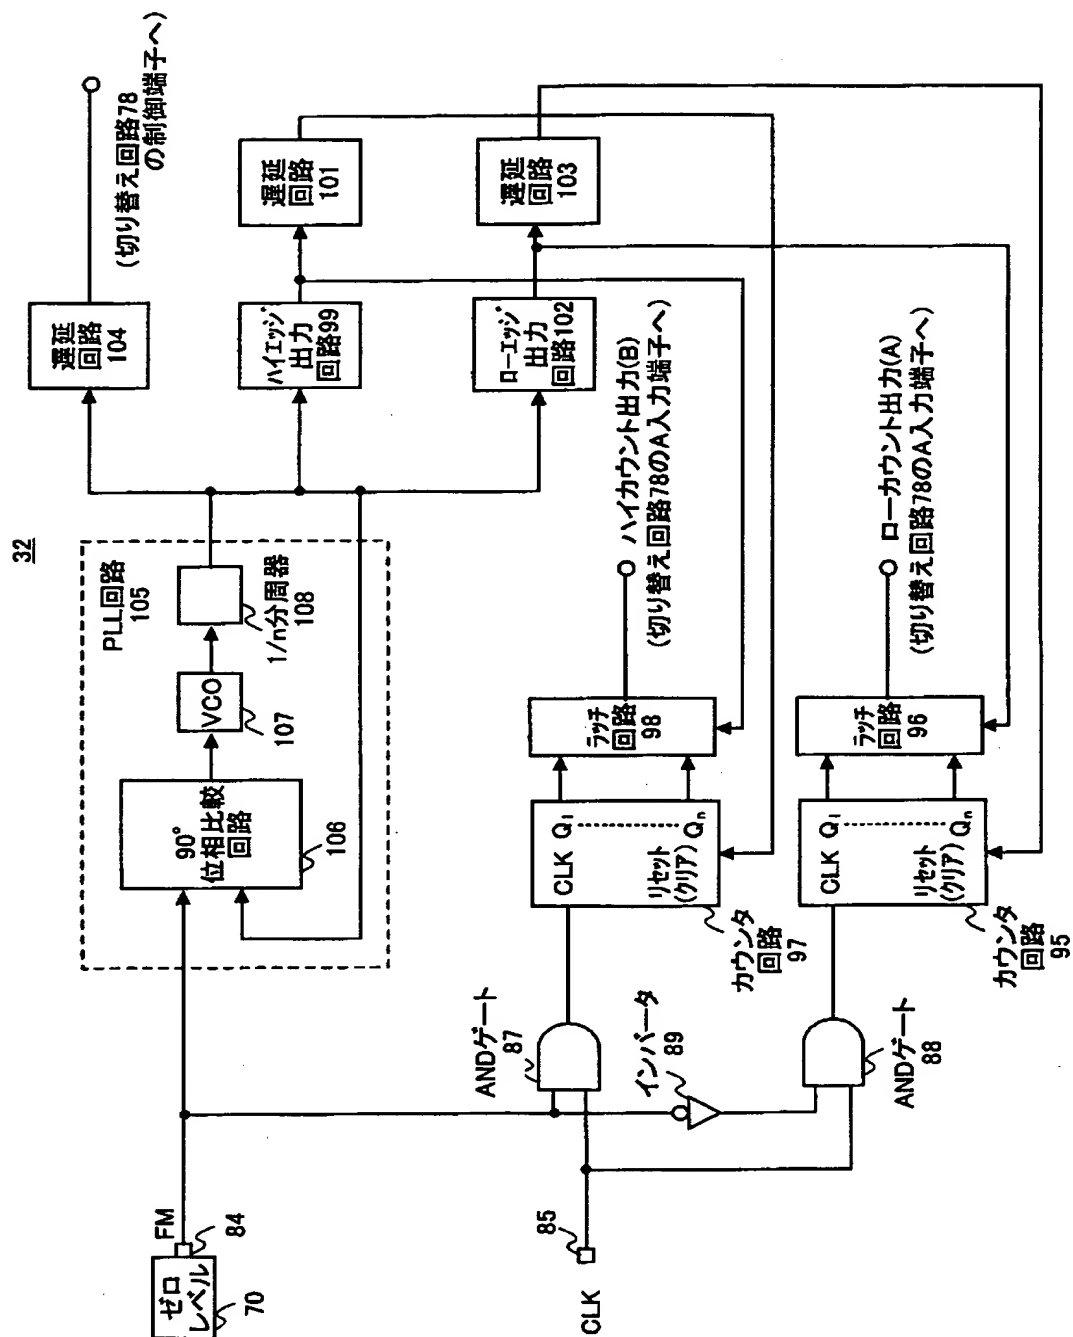 32
ゼロ
レベル
70
FM
84
PLL回路
105
90°
位相比較
回路
106
VCO
107
1/n分周器
108
遅延
回路
104
(切り替え回路78
の制御端子へ)
ハイエッジ
出力
回路99
遅延
回路
101
ローエッジ
出力
回路102
遅延
回路
103
CLK
85
ANDゲート
87
インバータ
89
ANDゲート
88
CLK Q1
リセット
(クリア) Qn
カウンタ
回路
97
ラッチ
回路
98
ハイカウント出力(B)
(切り替え回路78のA入力端子へ)
CLK Q1
リセット
(クリア) Qn
カウンタ
回路
95
ラッチ
回路
96
ローカウント出力(A)
(切り替え回路78のA入力端子へ)